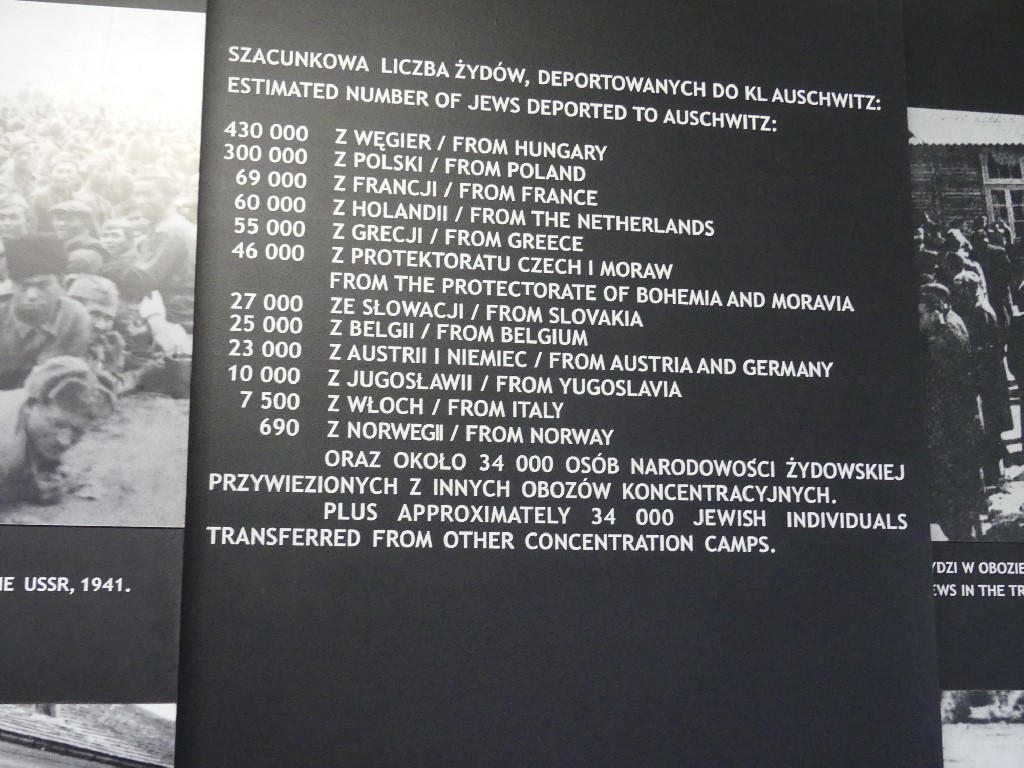 SZACUNKOWA LICZBA ŻYDÓW, DEPORTOWANYCH DO KL AUSCHWITZ:
ESTIMATED NUMBER OF JEWS DEPORTED TO AUSCHWITZ:
430 000 Z WĘGIER / FROM HUNGARY
300 000 Z POLSKI / FROM POLAND
69 000 Z FRANCJI / FROM FRANCE
60 000 Z HOLANDII / FROM THE NETHERLANDS
55 000 Z GRECJI / FROM GREECE
46 000 Z PROTEKTORATU CZECH I MORAW
FROM THE PROTECTORATE OF BOHEMIA AND MORAVIA
27 000 ZE SŁOWACJI / FROM SLOVAKIA
25 000 Z BELGII / FROM BELGIUM
23 000 Z AUSTRII I NIEMIEC / FROM AUSTRIA AND GERMANY
10 000 Z JUGOSŁAWII / FROM YUGOSLAVIA
7 500 Z WŁOCH / FROM ITALY
690 Z NORWEGII / FROM NORWAY
ORAZ OKOŁO 34 000 OSÓB NARODOWOŚCI ŻYDOWSKIEJ
PRZYWIEZIONYCH Z INNYCH OBOZÓW KONCENTRACYJNYCH.
PLUS APPROXIMATELY 34 000 JEWISH INDIVIDUALS
TRANSFERRED FROM OTHER CONCENTRATION CAMPS.
USSR, 1941.
W OBOZIE
IN THE